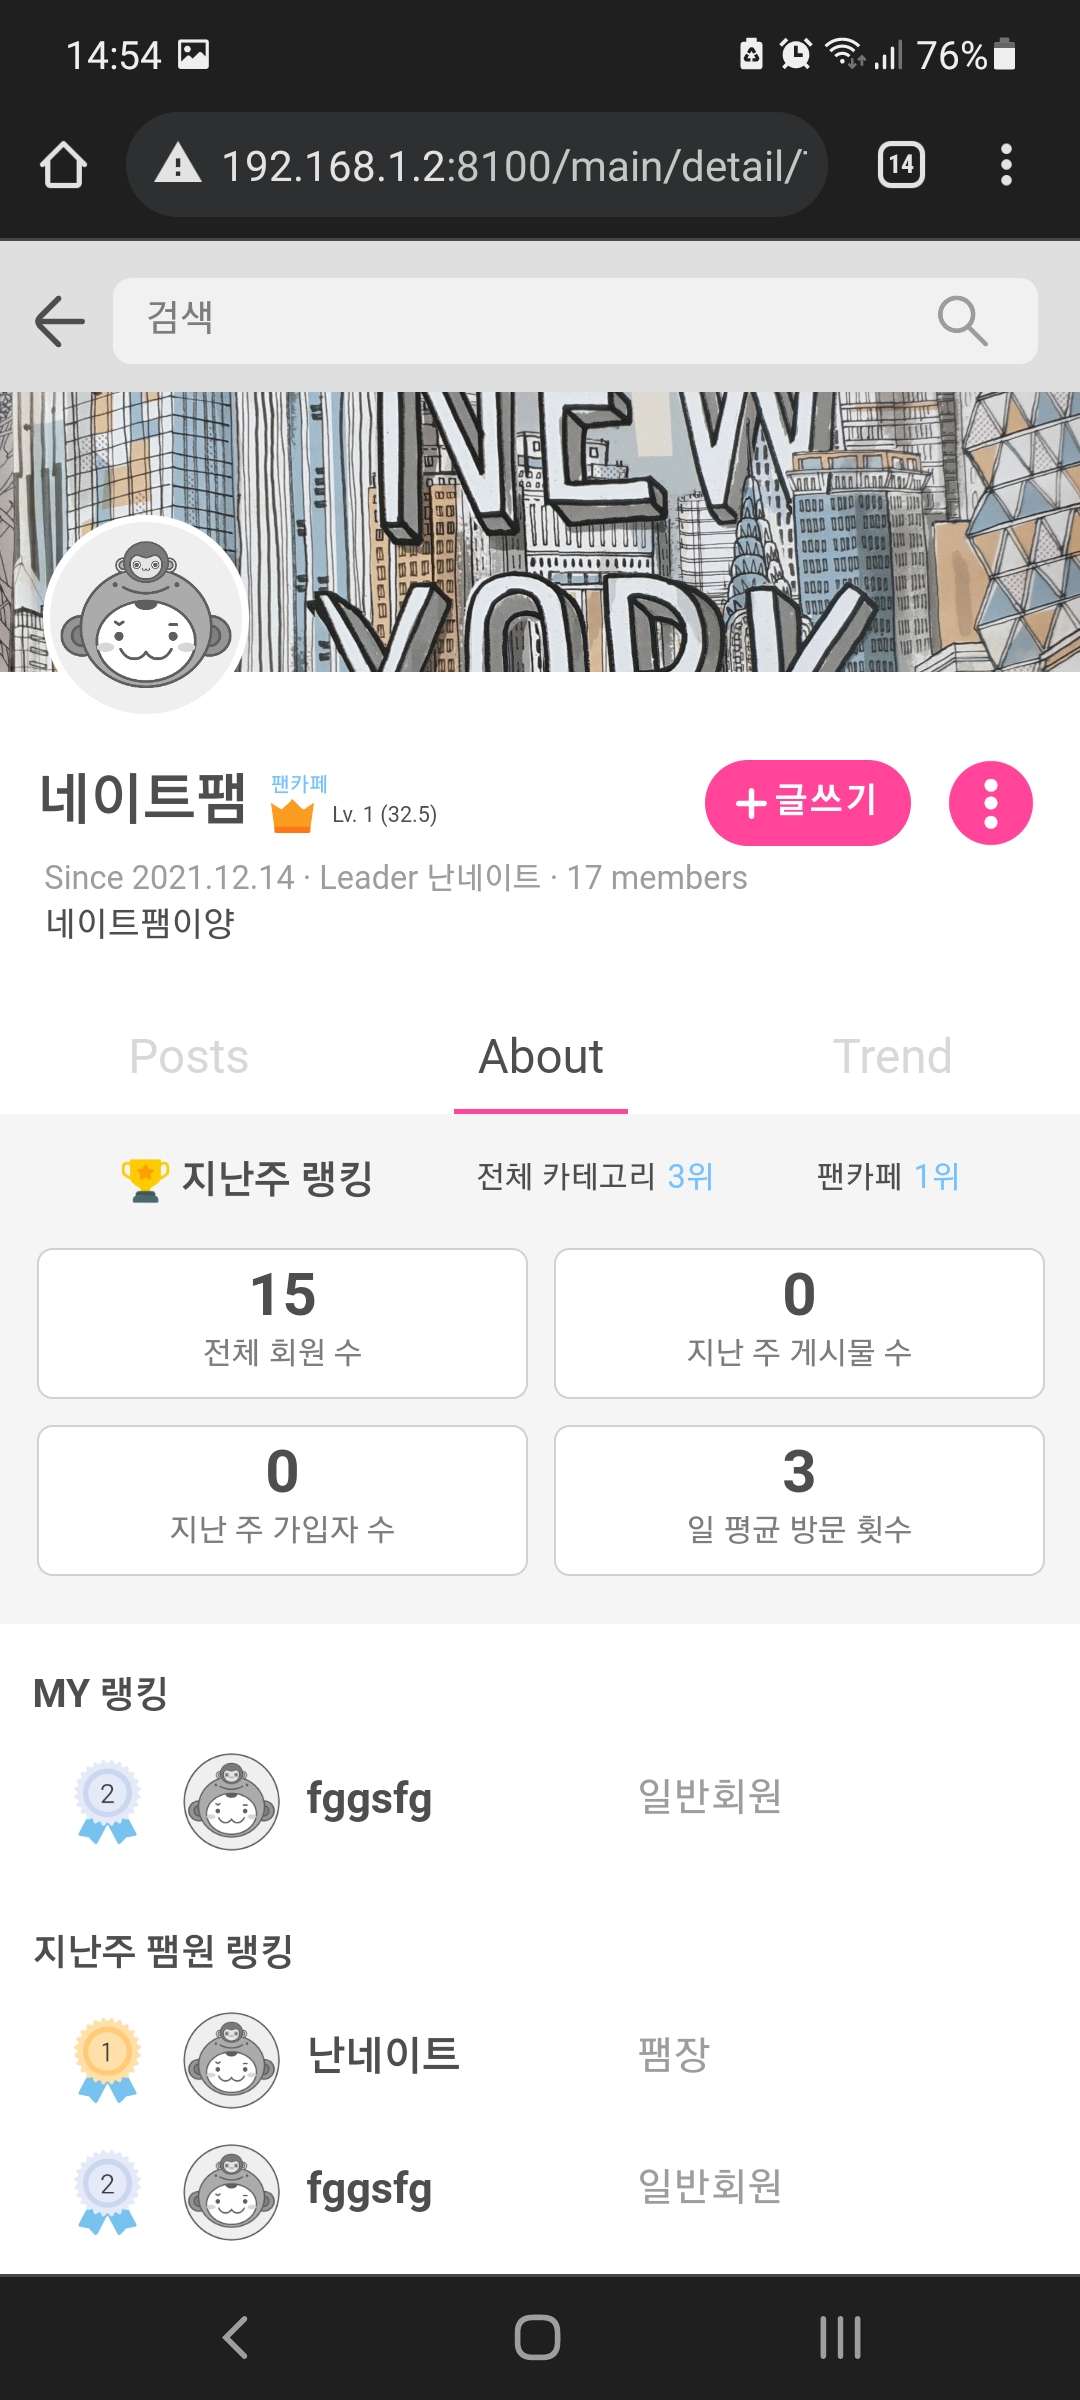 14:54
76%
192.168.1.2:8100/main/detail/
14
검색
NEW
YORK
네이트팸
팬카페
Lv. 1 (32.5)
+글쓰기
Since 2021.12.14 · Leader 난네이트 · 17 members
네이트팸이양
Posts About Trend
지난주 랭킹 전체 카테고리 3위 팬카페 1위
15 0
전체 회원 수 지난 주 게시물 수
0 3
지난 주 가입자 수 일 평균 방문 횟수
MY 랭킹
2 fggsfg 일반회원
지난주 팸원 랭킹
1 난네이트 팸장
2 fggsfg 일반회원